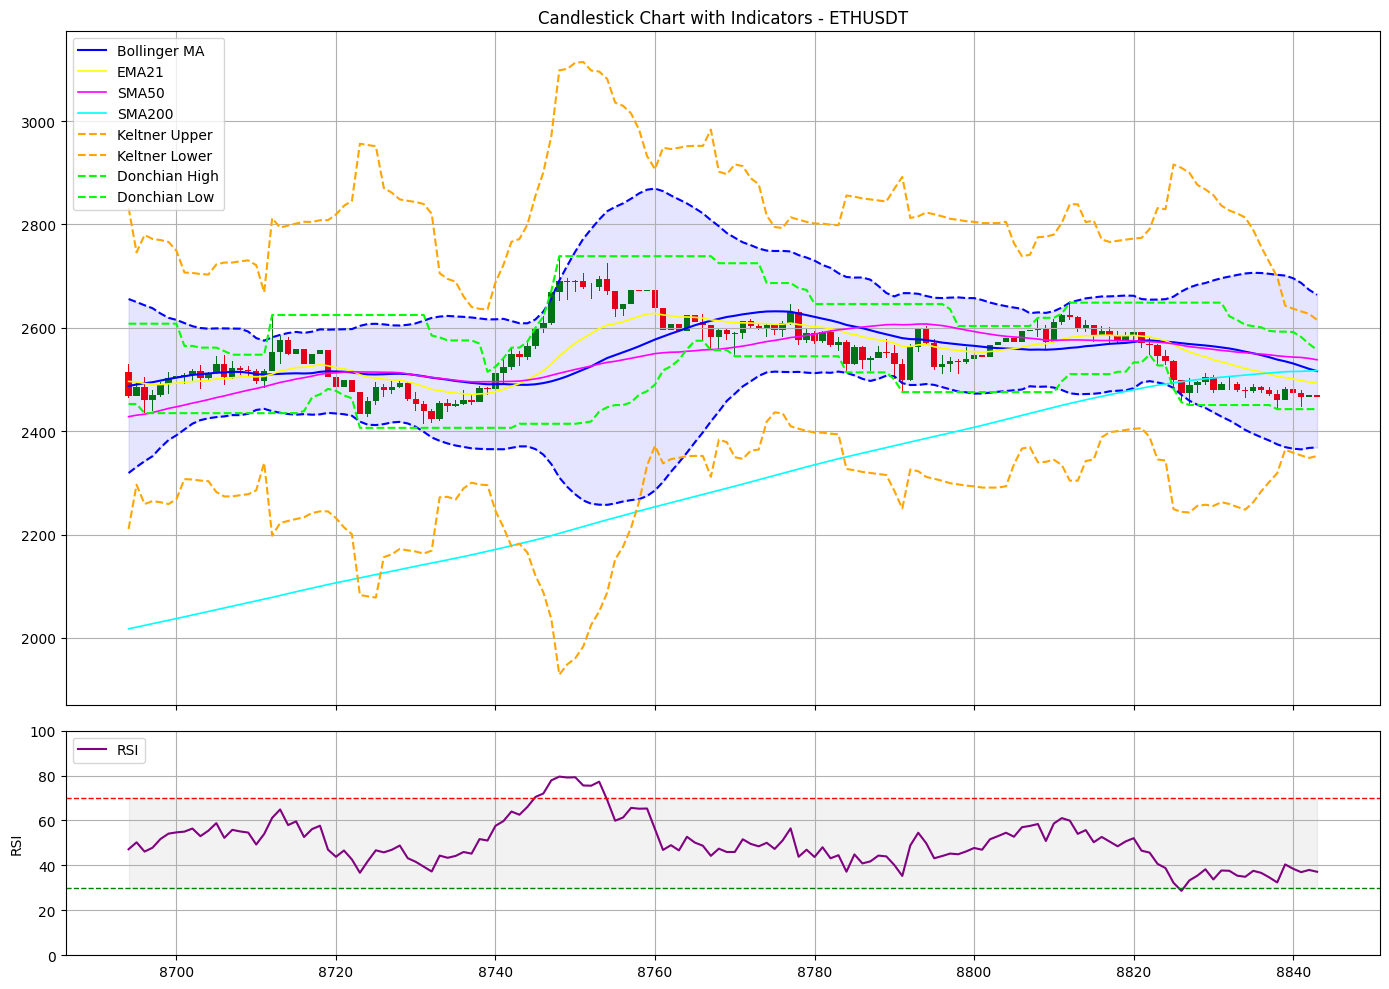 Candlestick Chart with Indicators - ETHUSDT
Bollinger MA
EMA21
SMA50
SMA200
Keltner Upper
Keltner Lower
Donchian High
Donchian Low
3000
2800
2600
2400
2200
2000
RSI
100
80
60
40
20
0
RSI
8700 8720 8740 8760 8780 8800 8820 8840